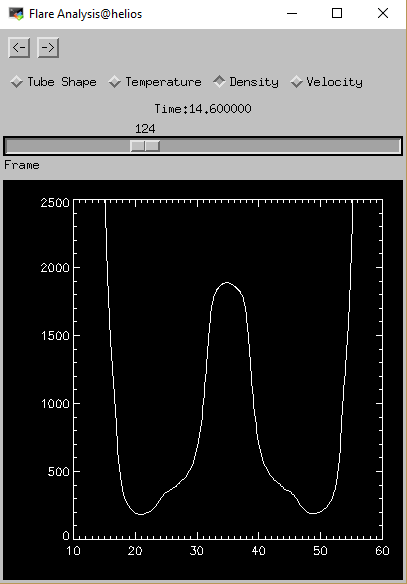 Flare Analysis@helios
<- ->
Tube Shape Temperature Density Velocity
Time:14.600000
124
Frame
2500
2000
1500
1000
500
0
10 20 30 40 50 60